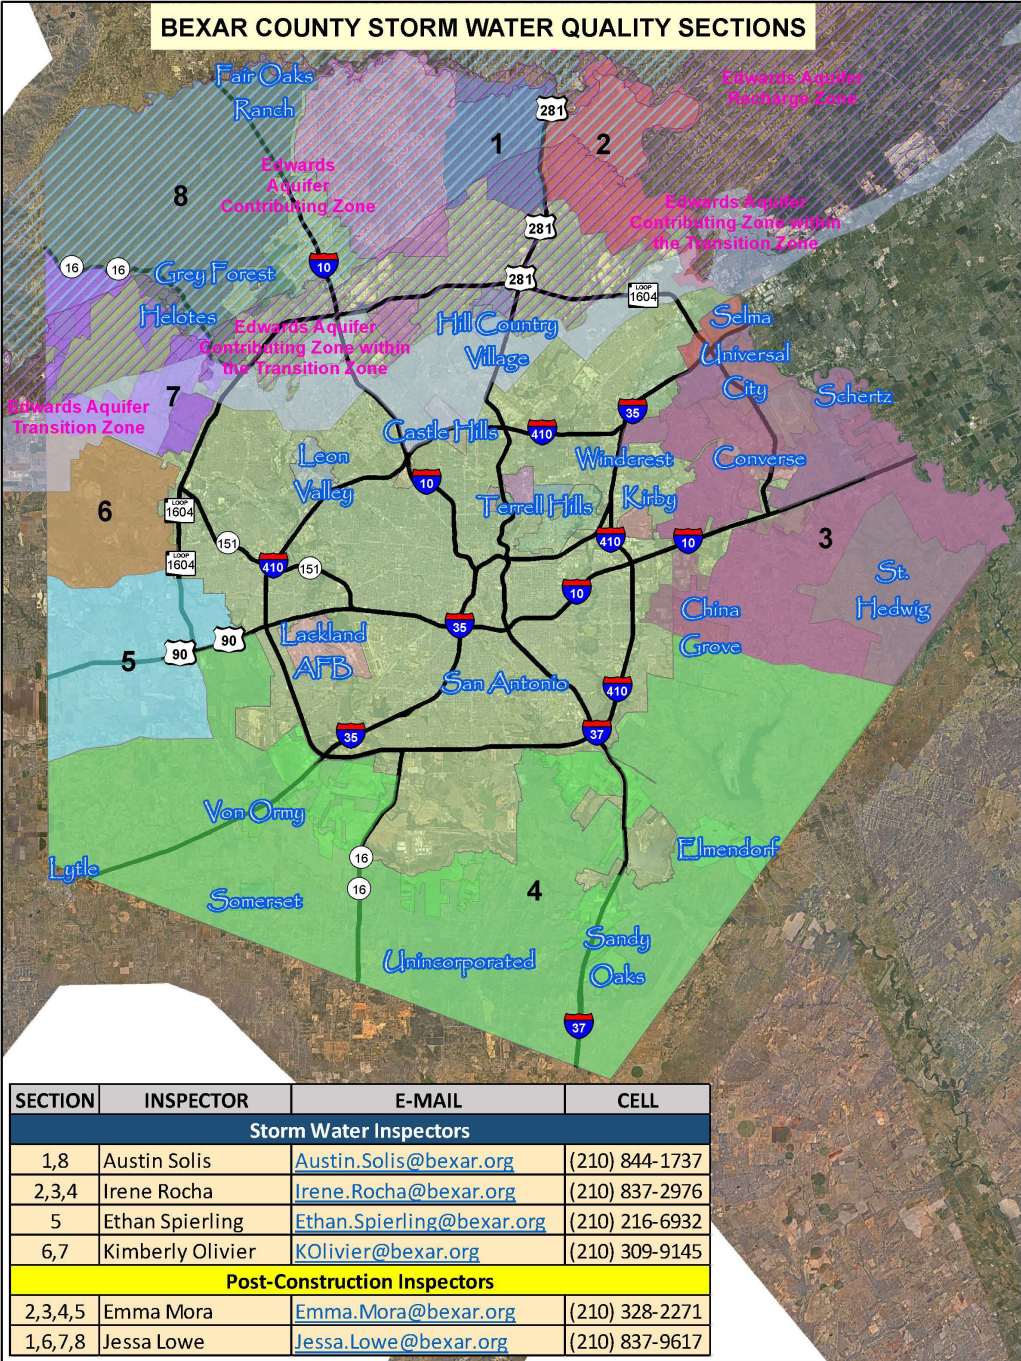 BEXAR COUNTY STORM WATER QUALITY SECTIONS
Fair Oaks
Ranch
Edwards Aquifer
Recharge Zone
281
1
2
Edwards
Aquifer
Contributing Zone
8
Edwards Aquifer
Contributing Zone within
the Transition Zone
281
16
16
Grey Forest
10
281
LOOP
1604
Helotes
Edwards Aquifer
Contributing Zone within
the Transition Zone
Hill Country
Village
Selma
Universal
City
Schertz
7
Edwards Aquifer
Transition Zone
35
Castle Hills
410
Leon
Valley
10
Windcrest
Converse
Terrell Hills
Kirby
6
LOOP
1604
151
410
10
3
LOOP
1604
410
151
10
St.
Hedwig
China
Grove
35
90
90
5
Lackland
AFB
San Antonio
410
35
37
Von Ormy
Lytle
16
16
Elmendorf
Somerset
4
Unincorporated
Sandy
Oaks
37
SECTION INSPECTOR E-MAIL CELL
Storm Water Inspectors
1,8 Austin Solis Austin.Solis@bexar.org (210) 844-1737
2,3,4 Irene Rocha Irene.Rocha@bexar.org (210) 837-2976
5 Ethan Spierling Ethan.Spierling@bexar.org (210) 216-6932
6,7 Kimberly Olivier KOlivier@bexar.org (210) 309-9145
Post-Construction Inspectors
2,3,4,5 Emma Mora Emma.Mora@bexar.org (210) 328-2271
1,6,7,8 Jessa Lowe Jessa.Lowe@bexar.org (210) 837-9617